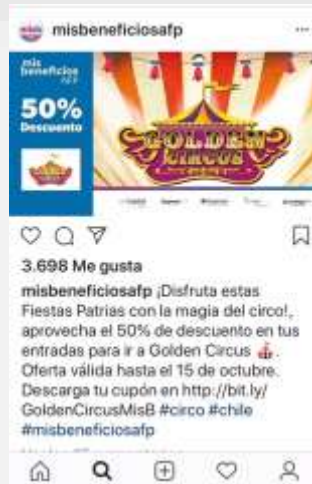 misbeneficiosafp
mis
beneficios
50%
Descuento
GOLDEN
CIRCUS
3.698 Me gusta
misbeneficiosafp ¡Disfruta estas
Fiestas Patrias con la magia del circo!,
aprovecha el 50% de descuento en tus
entradas para ir a Golden Circus 🎪.
Oferta válida hasta el 15 de octubre.
Descarga tu cupón en http://bit.ly/
GoldenCircusMisB #circo #chile
#misbeneficiosafp